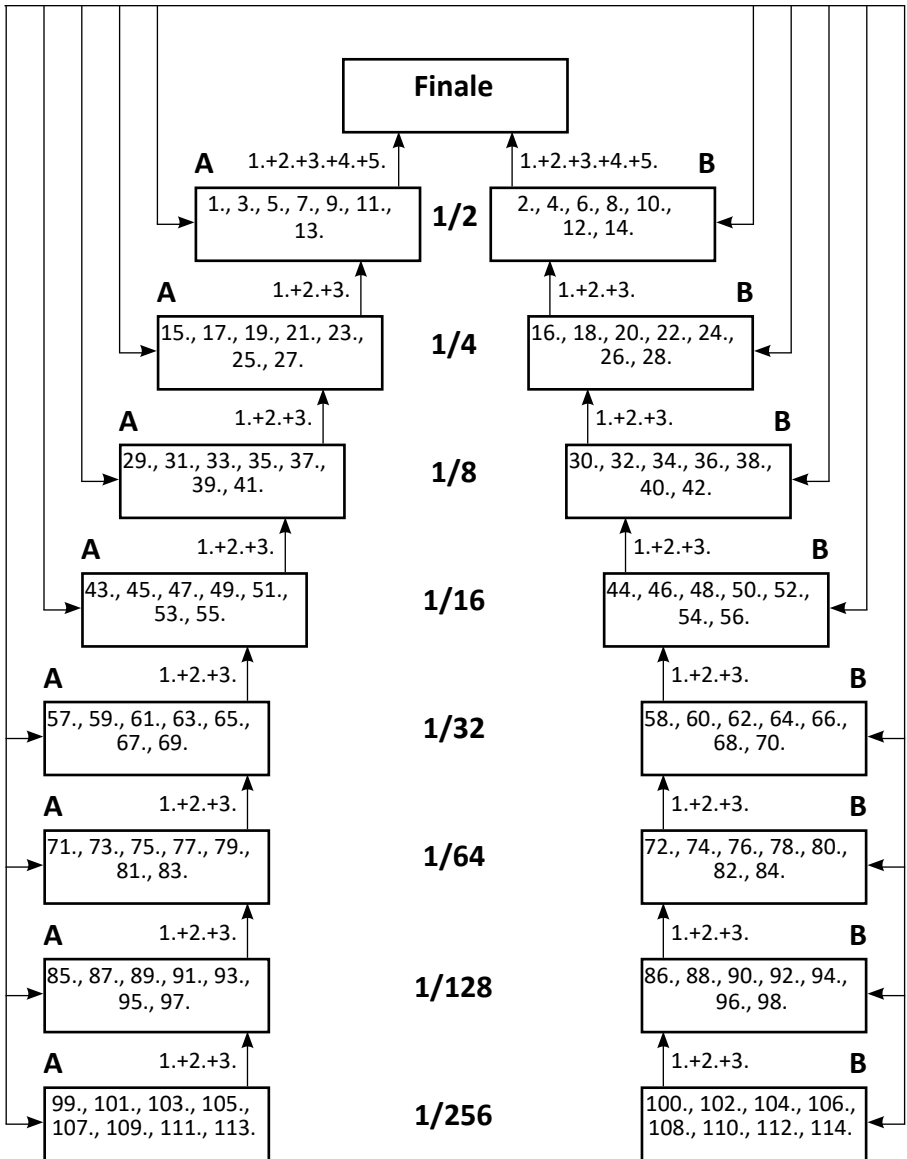 Finale
A 1.+2.+3.+4.+5. 1.+2.+3.+4.+5. B
1., 3., 5., 7., 9., 11.,
13.
1/2
2., 4., 6., 8., 10.,
12., 14.
A 1.+2.+3. 1.+2.+3. B
15., 17., 19., 21., 23.,
25., 27.
1/4
16., 18., 20., 22., 24.,
26., 28.
A 1.+2.+3. 1.+2.+3. B
29., 31., 33., 35., 37.,
39., 41.
1/8
30., 32., 34., 36., 38.,
40., 42.
A 1.+2.+3. 1.+2.+3. B
43., 45., 47., 49., 51.,
53., 55.
1/16
44., 46., 48., 50., 52.,
54., 56.
A 1.+2.+3. 1.+2.+3. B
57., 59., 61., 63., 65.,
67., 69.
1/32
58., 60., 62., 64., 66.,
68., 70.
A 1.+2.+3. 1.+2.+3. B
71., 73., 75., 77., 79.,
81., 83.
1/64
72., 74., 76., 78., 80.,
82., 84.
A 1.+2.+3. 1.+2.+3. B
85., 87., 89., 91., 93.,
95., 97.
1/128
86., 88., 90., 92., 94.,
96., 98.
A 1.+2.+3. 1.+2.+3. B
99., 101., 103., 105.,
107., 109., 111., 113.
1/256
100., 102., 104., 106.,
108., 110., 112., 114.